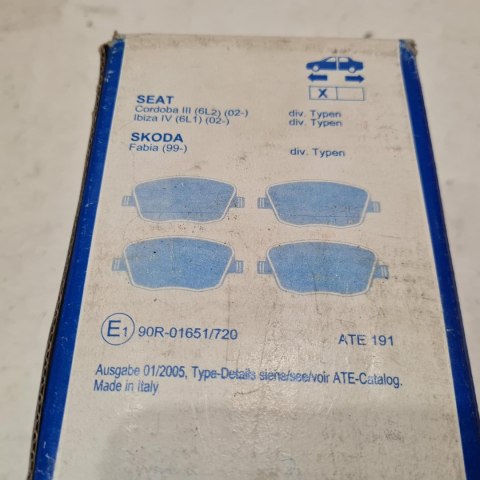 X
SEAT
Cordoba III (6L2) (02-) div. Typen
Ibiza IV (6L1) (02-) div. Typen
SKODA
Fabia (99-) div. Typen
E1 90R-01651/720 ATE 191
Ausgabe 01/2005, Type-Details siehe/see/voir ATE-Catalog.
Made in Italy